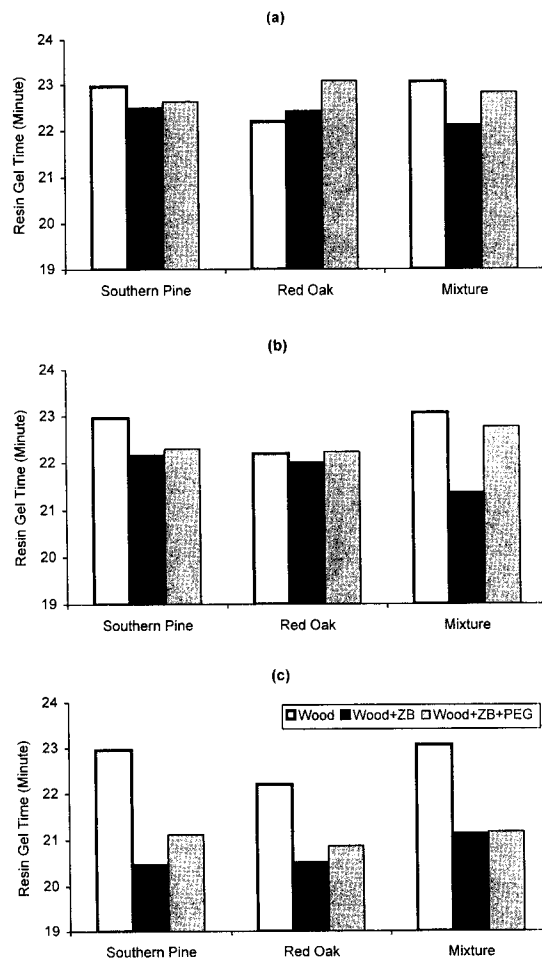 (a)
Resin Gel Time (Minute)
24
23
22
21
20
19
Southern Pine Red Oak Mixture
(b)
Resin Gel Time (Minute)
24
23
22
21
20
19
Southern Pine Red Oak Mixture
(c)
Resin Gel Time (Minute)
24
23
22
21
20
19
Wood Wood+ZB Wood+ZB+PEG
Southern Pine Red Oak Mixture